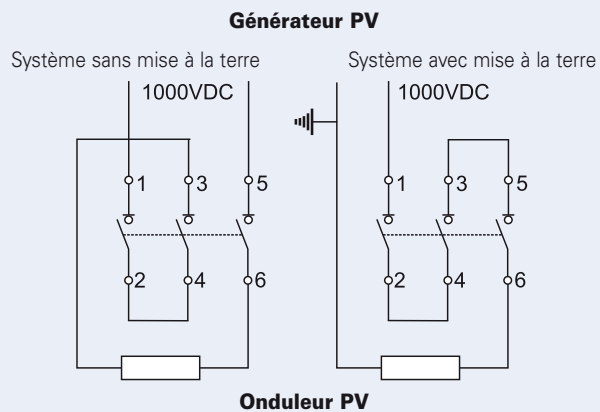 Générateur PV
Système sans mise à la terre Système avec mise à la terre
1000VDC 1000VDC
1 3 5 1 3 5
2 4 6 2 4 6
Onduleur PV